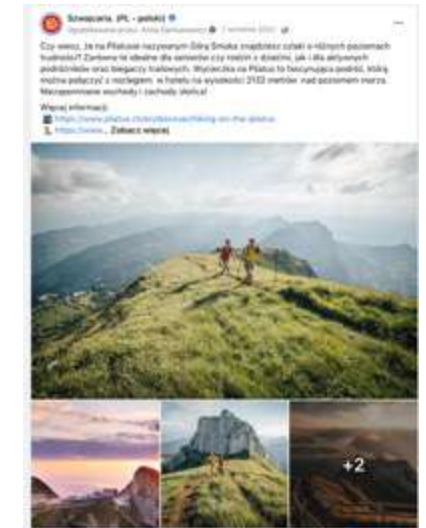 Szwajcaria. (PL - polski)
Opublikowane przez: Anna
Czy wiesz, że na Pilatusie nazywanym Górą Smoka znajdziesz szlaki o różnych poziomach
trudności? Zarówno te idealne dla seniorów czy rodzin z dziećmi, jak i dla aktywnych
podróżników oraz biegaczy trailowych. Wycieczka na Pilatus to fascynująca podróż, którą
można połączyć z noclegiem w hotelu na wysokości 2132 metrów nad poziomem morza.
Niezapomniane wschody i zachody słońca!
Więcej informacji:
https://www... Zobacz więcej
+2